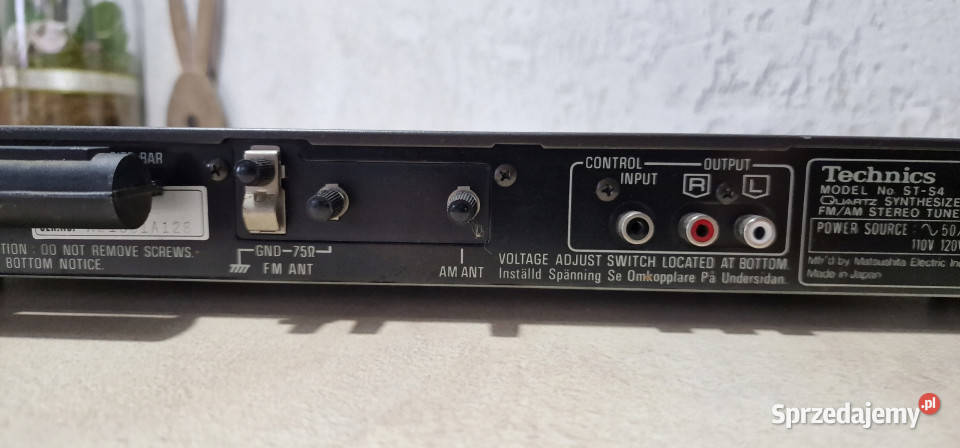 BAR
CONTROL
INPUT
OUTPUT
R
L
Technics
MODEL No. ST-S4
QUARTZ SYNTHESIZE
FM/AM STEREO TUNE
POWER SOURCE : ∿ 50/
110V 120V
Mfr'd by Matsushita Electric In
Made in Japan
TION : DO NOT REMOVE SCREWS.
BOTTOM NOTICE.
GND–75Ω
FM ANT
AM ANT
VOLTAGE ADJUST SWITCH LOCATED AT BOTTOM
Inställd Spänning Se Omkopplare På Undersidan.
Sprzedajemy.pl